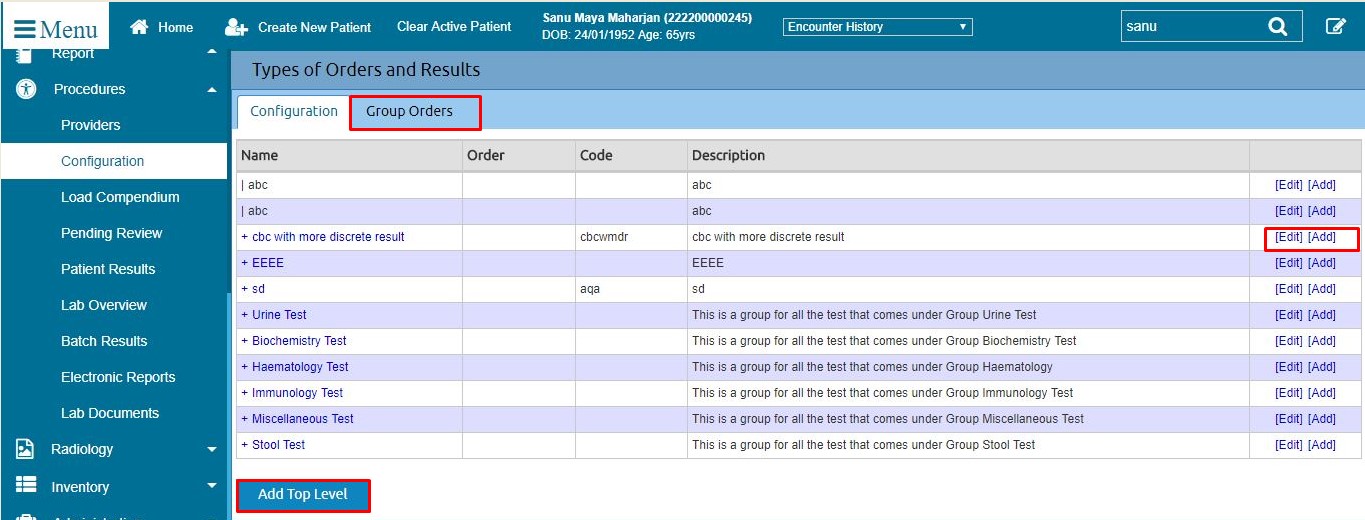 Menu
Home
Create New Patient
Clear Active Patient
Sanu Maya Maharjan (222200000245)
DOB: 24/01/1952 Age: 65yrs
Encounter History
sanu
Report
Procedures
Providers
Configuration
Load Compendium
Pending Review
Patient Results
Lab Overview
Batch Results
Electronic Reports
Lab Documents
Radiology
Inventory
Types of Orders and Results
Configuration Group Orders
Name Order Code Description
| abc abc [Edit] [Add]
| abc abc [Edit] [Add]
+ cbc with more discrete result cbcwmdr cbc with more discrete result [Edit] [Add]
+ EEEE EEEE [Edit] [Add]
+ sd aqa sd [Edit] [Add]
+ Urine Test This is a group for all the test that comes under Group Urine Test [Edit] [Add]
+ Biochemistry Test This is a group for all the test that comes under Group Biochemistry Test [Edit] [Add]
+ Haematology Test This is a group for all the test that comes under Group Haematology [Edit] [Add]
+ Immunology Test This is a group for all the test that comes under Group Immunology Test [Edit] [Add]
+ Miscellaneous Test This is a group for all the test that comes under Group Miscellaneous Test [Edit] [Add]
+ Stool Test This is a group for all the test that comes under Group Stool Test [Edit] [Add]
Add Top Level